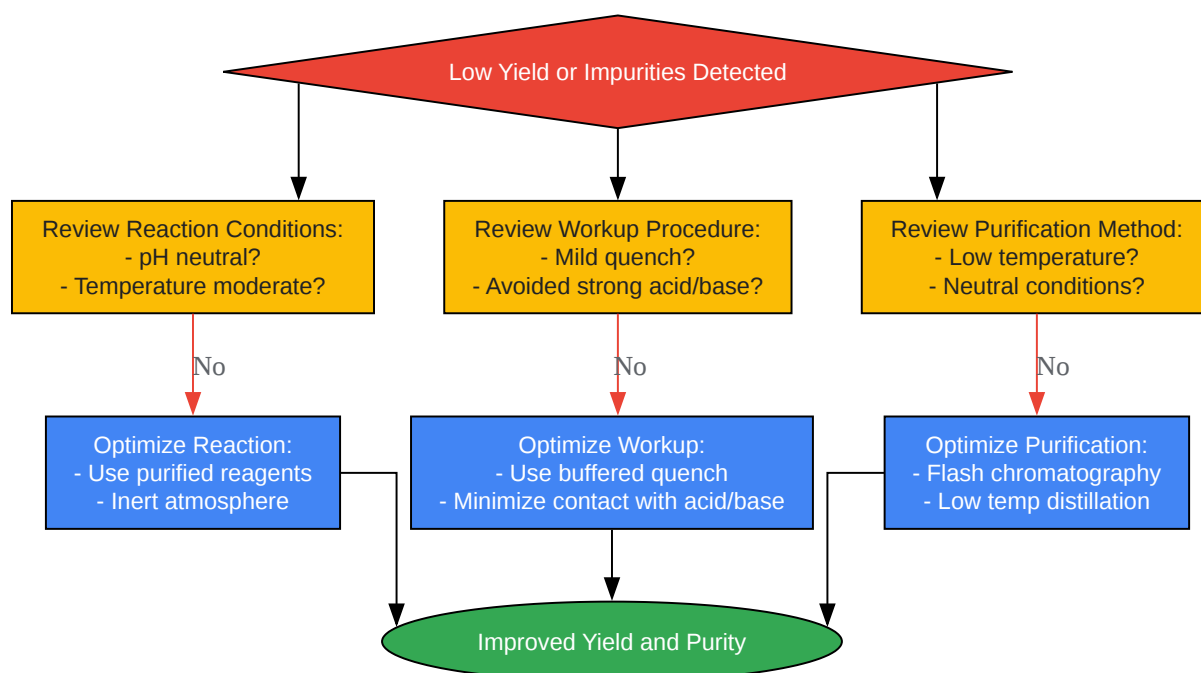 Low Yield or Impurities Detected
Review Reaction Conditions:
- pH neutral?
- Temperature moderate?
Review Workup Procedure:
- Mild quench?
- Avoided strong acid/base?
Review Purification Method:
- Low temperature?
- Neutral conditions?
No
No
No
Optimize Reaction:
- Use purified reagents
- Inert atmosphere
Optimize Workup:
- Use buffered quench
- Minimize contact with acid/base
Optimize Purification:
- Flash chromatography
- Low temp distillation
Improved Yield and Purity